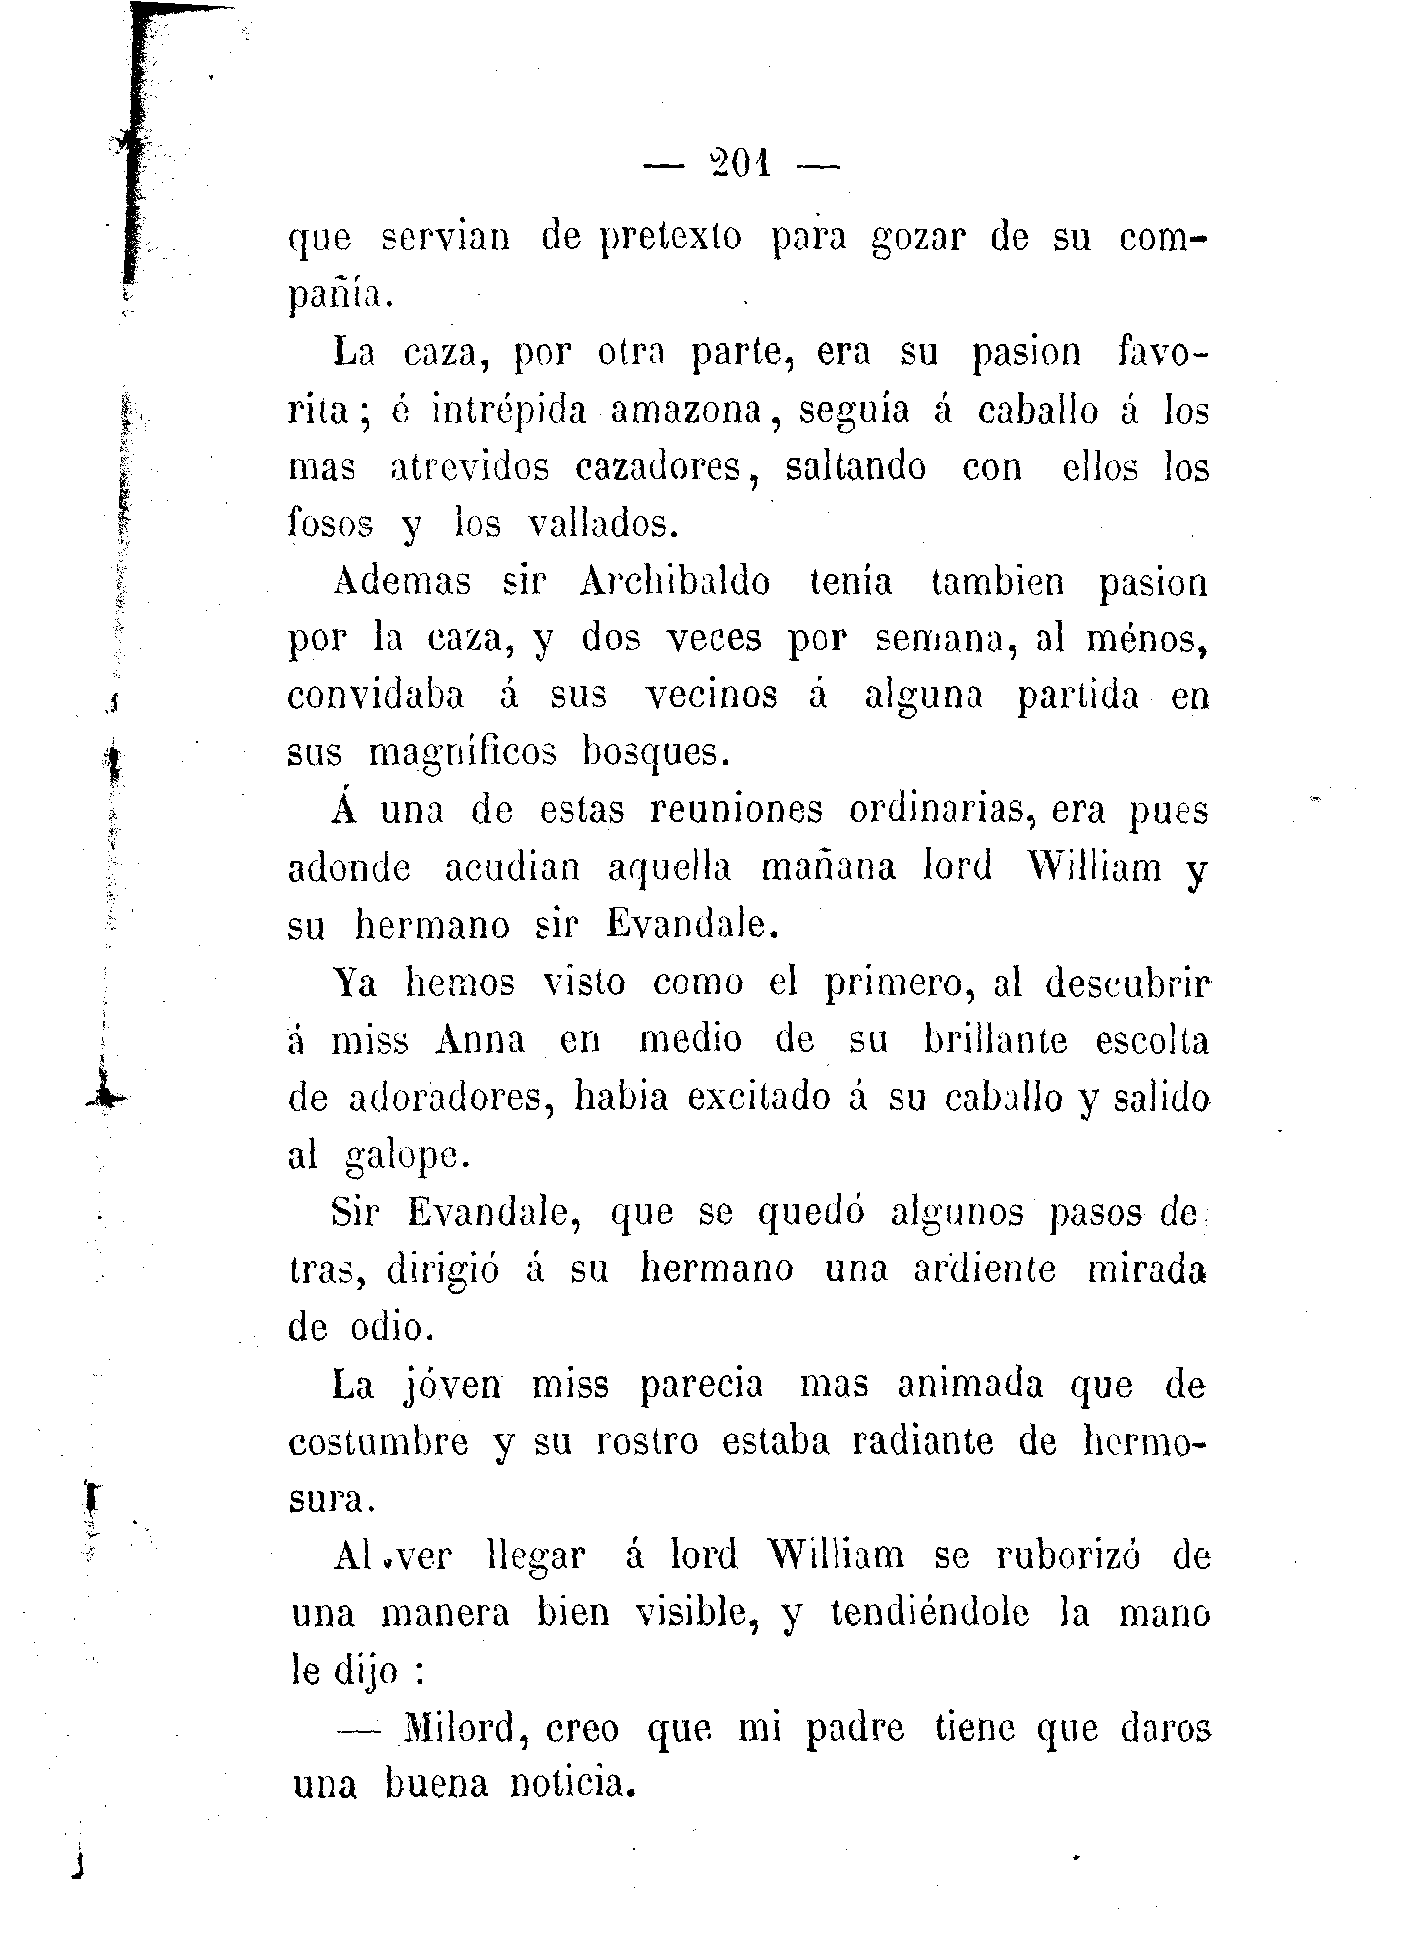 — 201 —
que servian de pretexto para gozar de su com-
pañía.
La caza, por otra parte, era su pasion favo-
rita; é intrépida amazona, seguía á caballo á los
mas atrevidos cazadores, saltando con ellos los
fosos y los vallados.
Ademas sir Archibaldo tenía tambien pasion
por la caza, y dos veces por semana, al ménos,
convidaba á sus vecinos á alguna partida en
sus magníficos bosques.
Á una de estas reuniones ordinarias, era pues
adonde acudian aquella mañana lord William y
su hermano sir Evandale.
Ya hemos visto como el primero, al descubrir
á miss Anna en medio de su brillante escolta
de adoradores, habia excitado á su caballo y salido
al galope.
Sir Evandale, que se quedó algunos pasos de
tras, dirigió á su hermano una ardiente mirada
de odio.
La jóven miss parecia mas animada que de
costumbre y su rostro estaba radiante de hermo-
sura.
Al ver llegar á lord William se ruborizó de
una manera bien visible, y tendiéndole la mano
le dijo :
— Milord, creo que mi padre tiene que daros
una buena noticia.